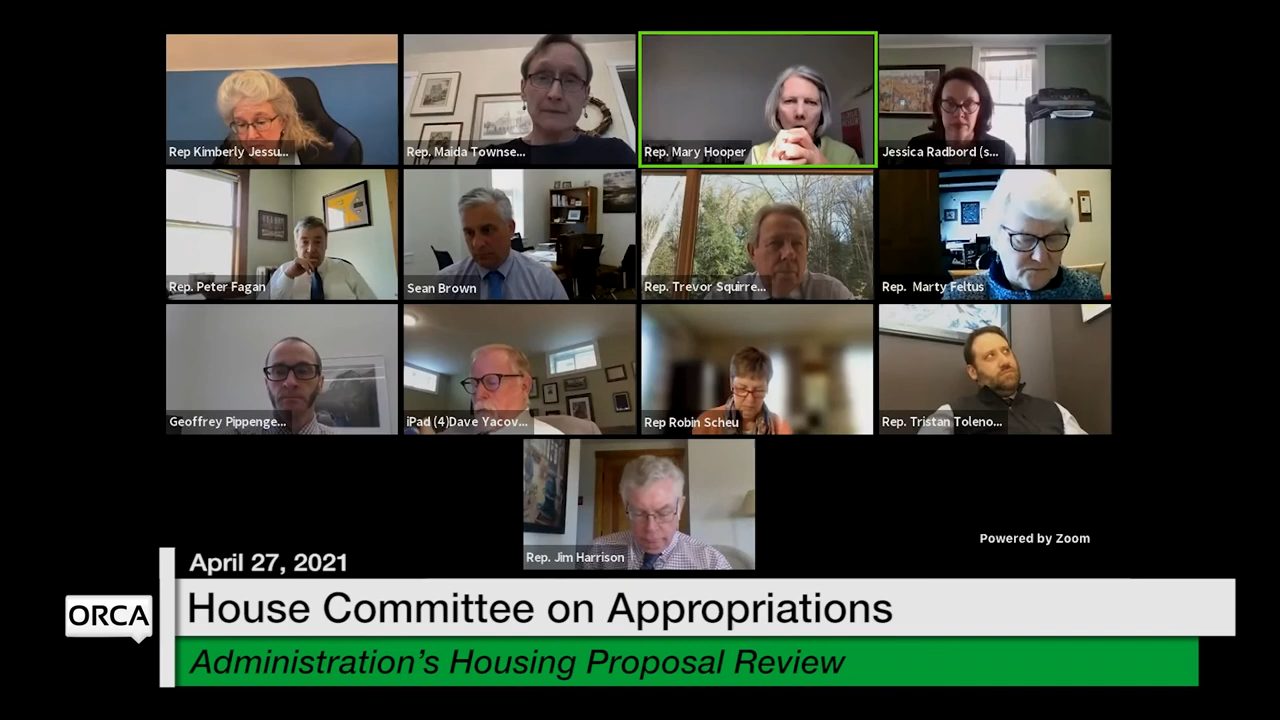 Rep Kimberly Jessu...
Rep. Maida Townse...
Rep. Mary Hooper
Jessica Radbord (s...
Rep. Peter Fagan
Sean Brown
Rep. Trevor Squirre...
Rep. Marty Feltus
Geoffrey Pippenge...
iPad (4)Dave Yacov...
Rep Robin Scheu
Rep. Tristan Toleno...
Rep. Jim Harrison
Powered by Zoom
April 27, 2021
ORCA
House Committee on Appropriations
Administration's Housing Proposal Review